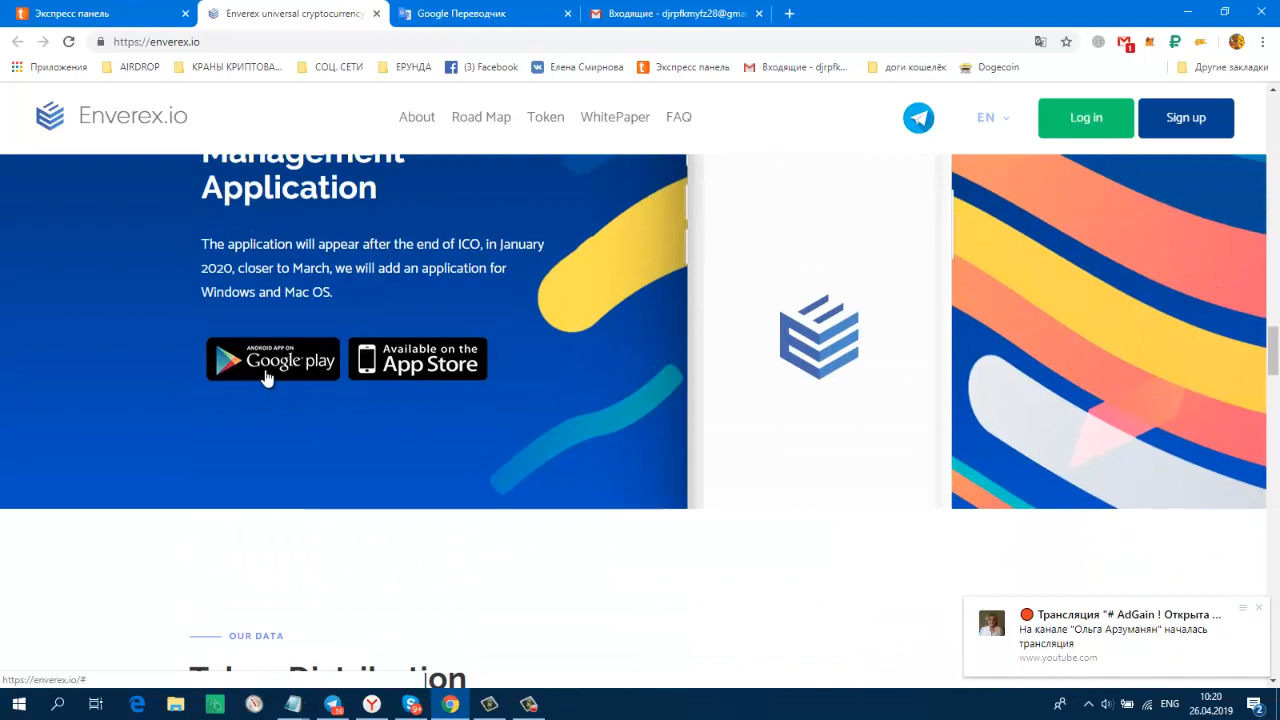 Экспресс панель
Enverex universal cryptocurrency
Google Переводчик
Входящие - djrpfkmyfz28@gma
https://enverex.io
1
Приложения
AIRDROP
КРАНЫ КРИПТОВА...
СОЦ. СЕТИ
ЕРУНДА
(3) Facebook
Елена Смирнова
Экспресс панель
Входящие - djrpfk...
доги кошелёк
Dogecoin
Другие закладки
Enverex.io
About
Road Map
Token
WhitePaper
FAQ
EN
Log in
Sign up
Management
Application
The application will appear after the end of ICO, in January
2020, closer to March, we will add an application for
Windows and Mac OS.
ANDROID APP ON
Google play
Available on the
App Store
OUR DATA
Token Distribution
Трансляция "# AdGain ! Открыта ...
На канале "Ольга Арзуманян" началась
трансляция
www.youtube.com
https://enverex.io/#
ENG
10:20
26.04.2019
2